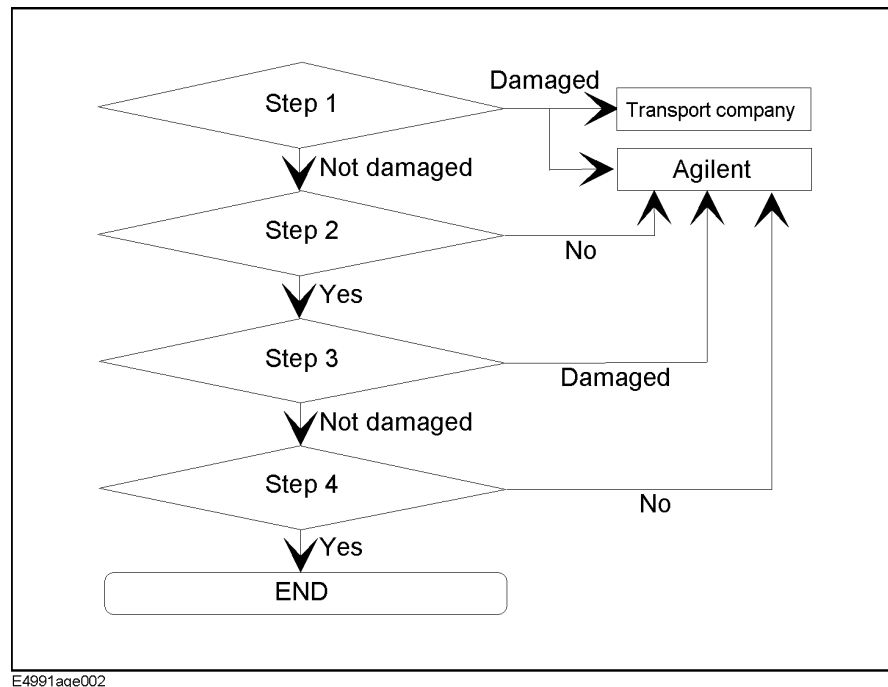 Damaged
Step 1
Transport company
Not damaged
Agilent
Step 2
No
Yes
Step 3
Damaged
Not damaged
Step 4
No
Yes
END
E4991age002